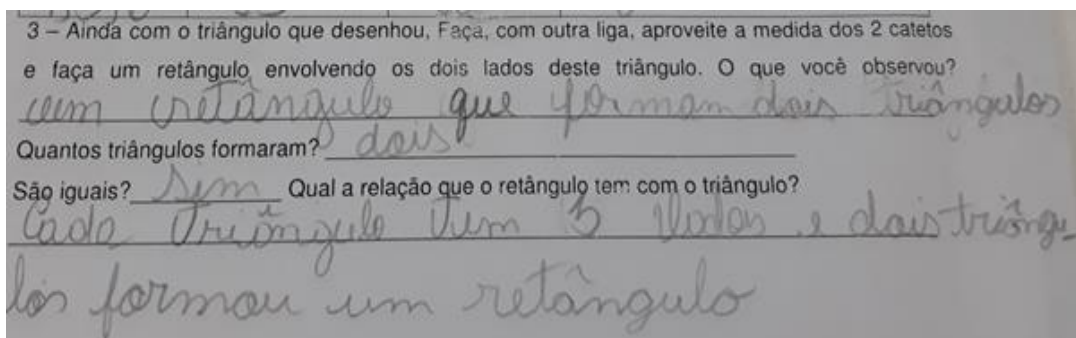 3 – Ainda com o triângulo que desenhou, Faça, com outra liga, aproveite a medida dos 2 catetos
e faça um retângulo envolvendo os dois lados deste triângulo. O que você observou?
um retângulo que formam dois triângulos
Quantos triângulos formaram? dois
São iguais? Sim Qual a relação que o retângulo tem com o triângulo?
Cada Triângulo tem 3 lados e dois triângu_
los formou um retângulo